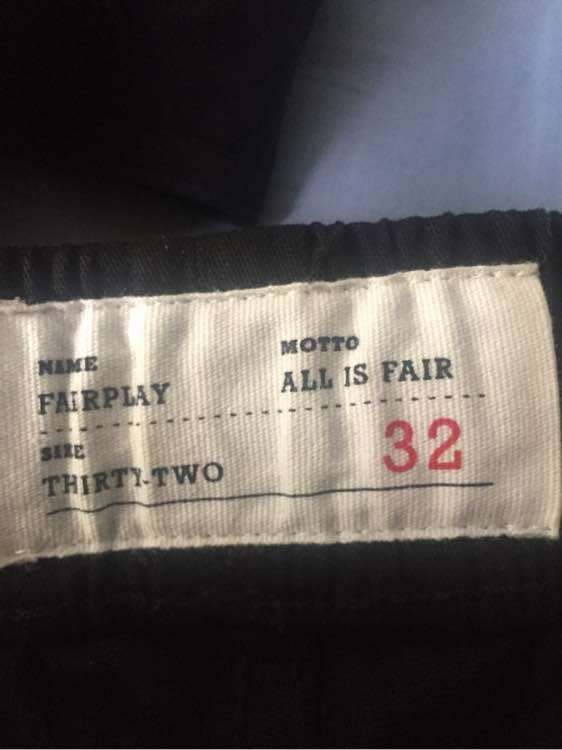 NAME
FAIRPLAY
MOTTO
ALL IS FAIR
SIZE
THIRTY-TWO
32